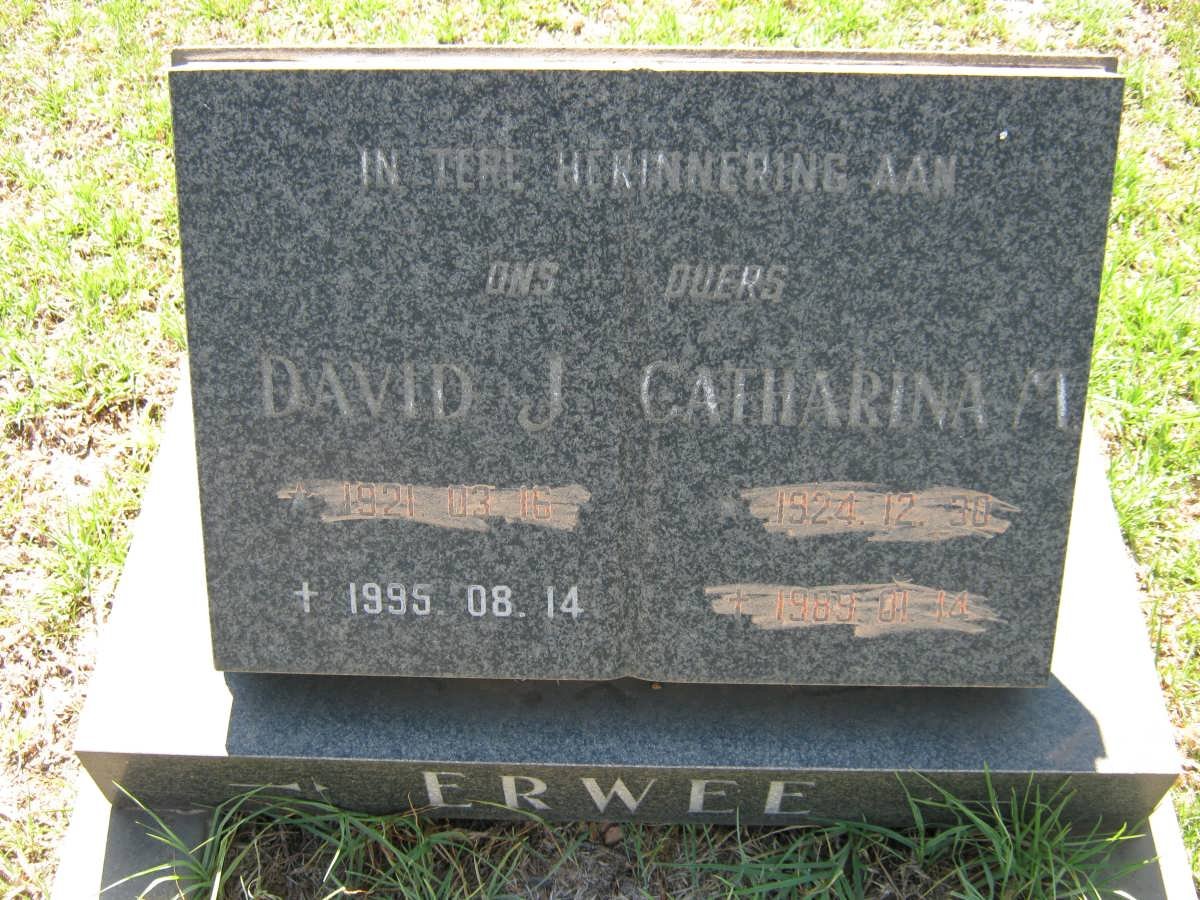 IN TERE HERINNERING AAN
ONS OUERS
DAVID J CATHARINA M.
* 1921 03 16 1924.12.30
+ 1995. 08.14 + 1989 01 14
ERWEE